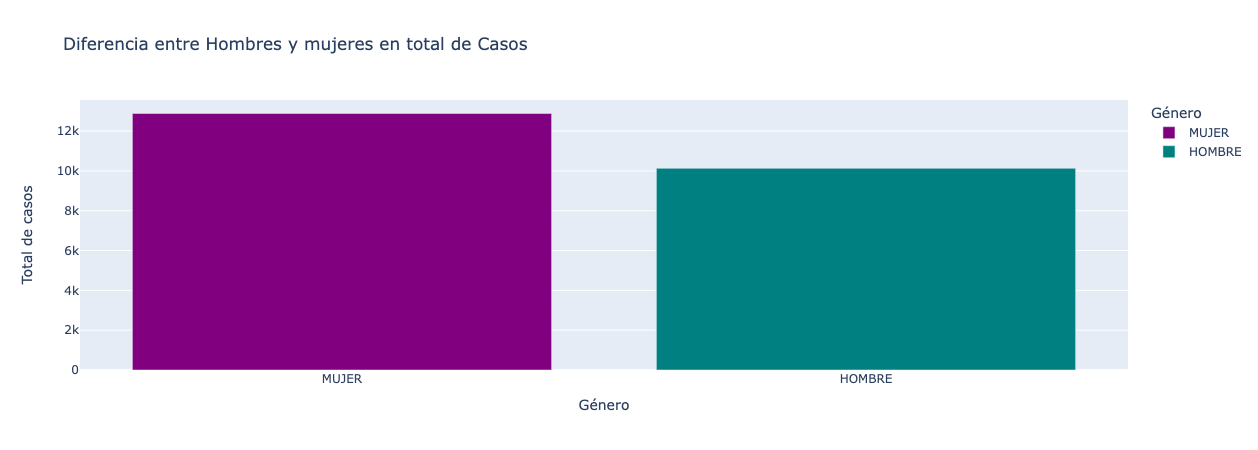 Diferencia entre Hombres y mujeres en total de Casos
Total de casos
12k
10k
8k
6k
4k
2k
0
MUJER
HOMBRE
Género
Género
MUJER
HOMBRE